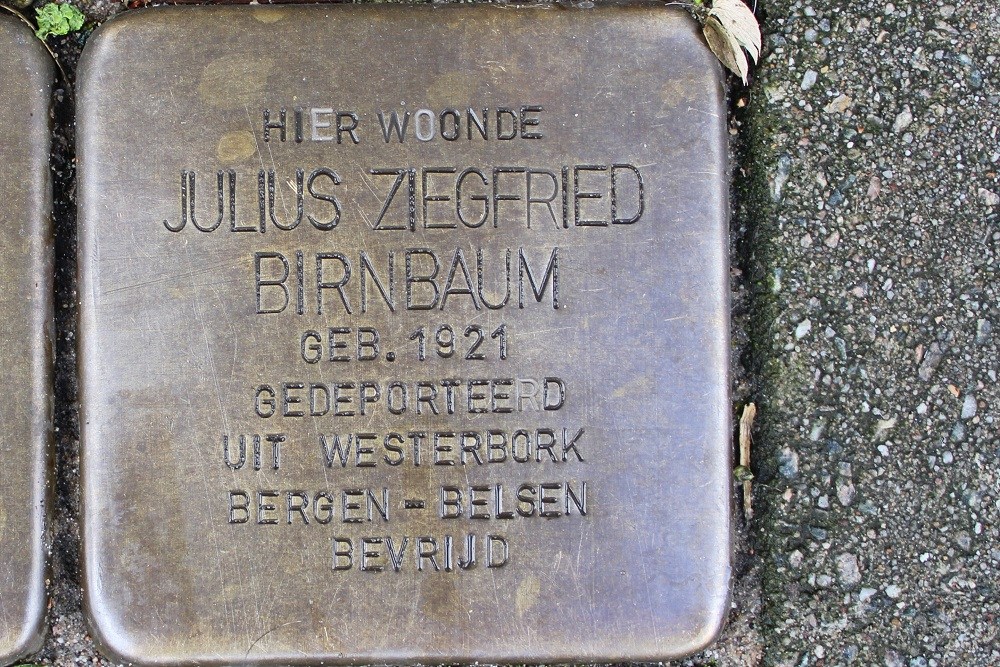 HIER WOONDE
JULIUS ZIEGFRIED
BIRNBAUM
GEB. 1921
GEDEPORTEERD
UIT WESTERBORK
BERGEN - BELSEN
BEVRIJD